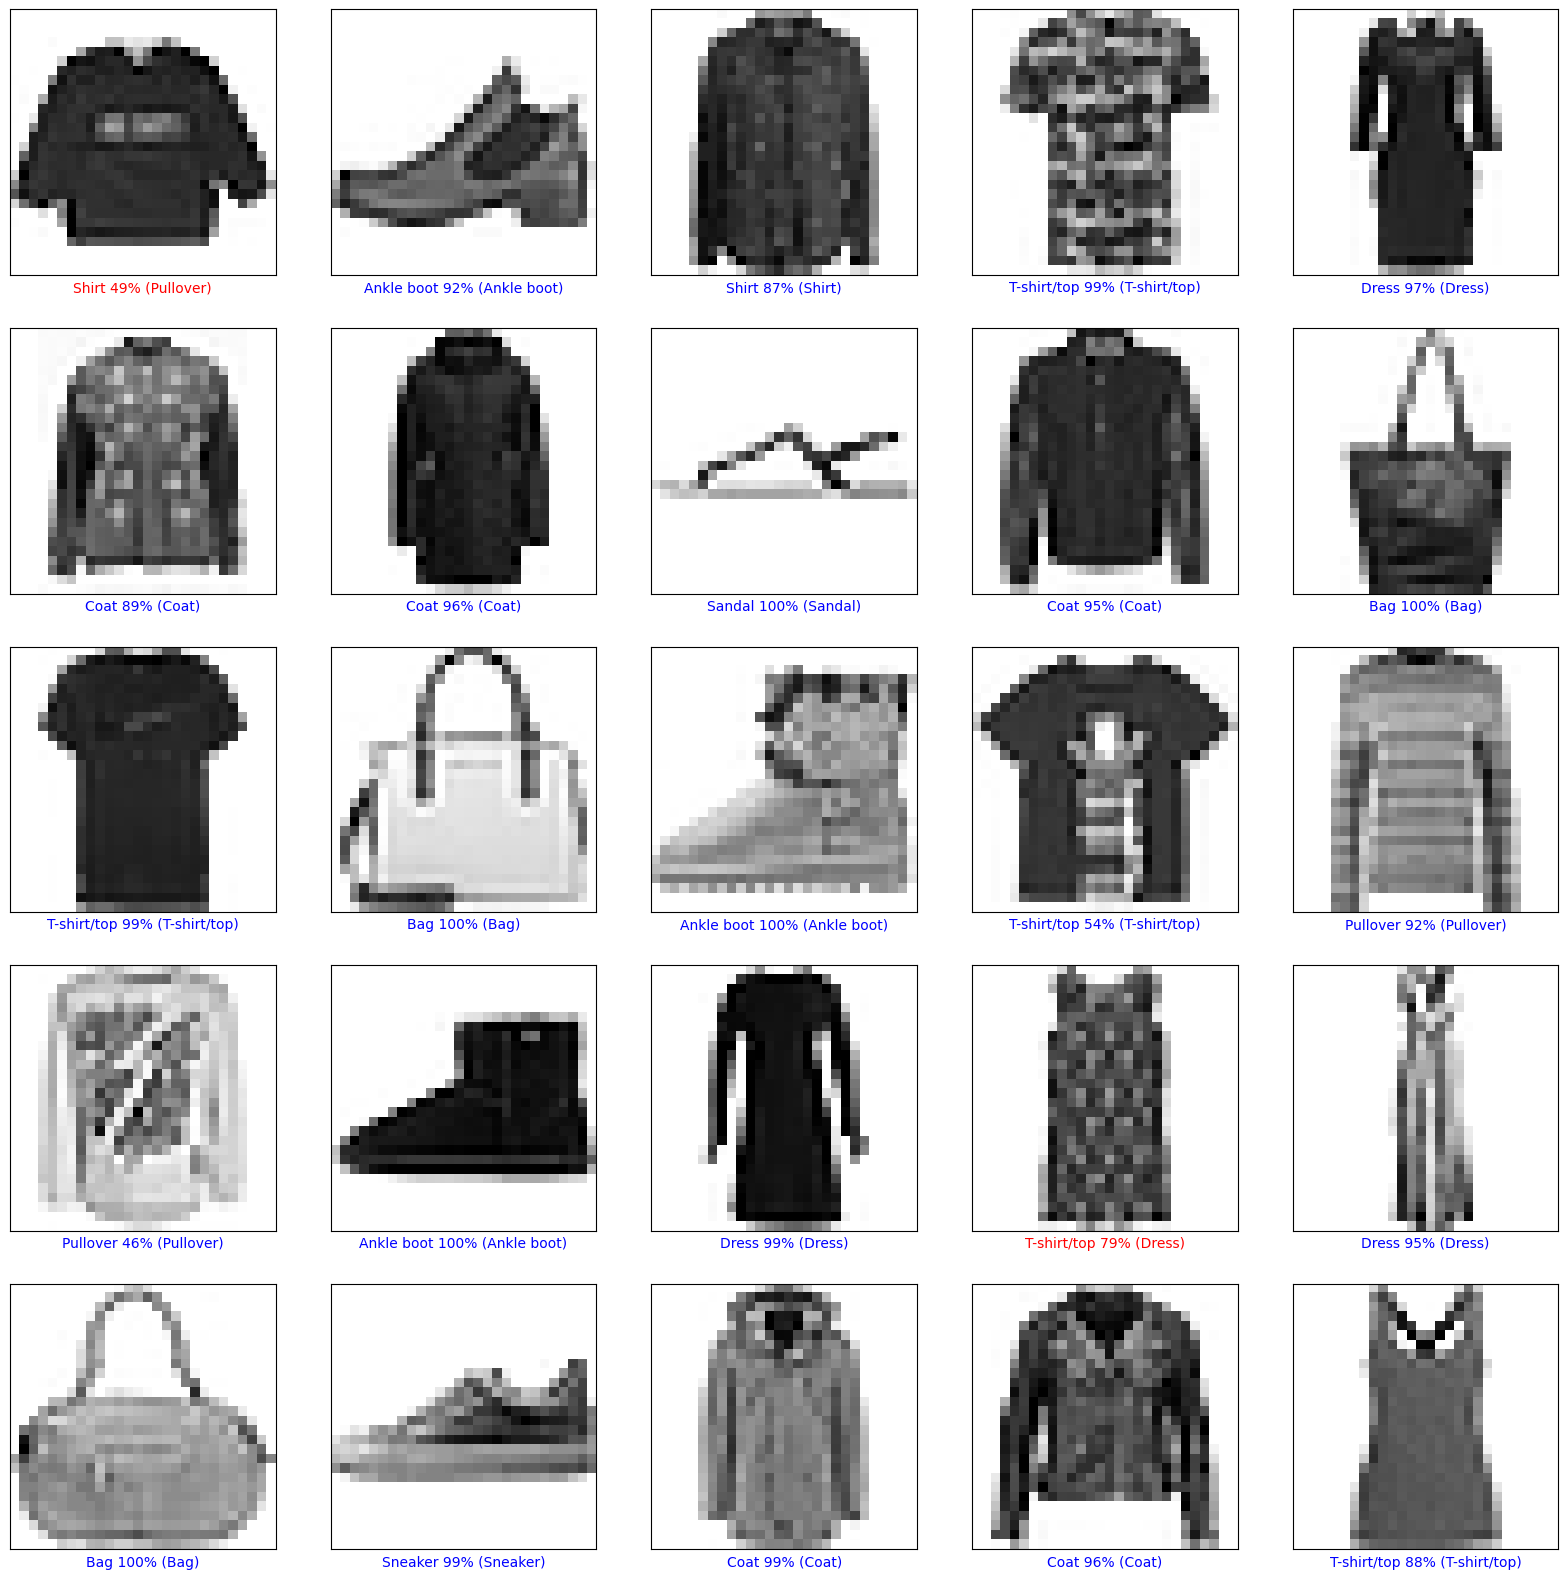 Shirt 49% (Pullover)
Ankle boot 92% (Ankle boot)
Shirt 87% (Shirt)
T-shirt/top 99% (T-shirt/top)
Dress 97% (Dress)
Coat 89% (Coat)
Coat 96% (Coat)
Sandal 100% (Sandal)
Coat 95% (Coat)
Bag 100% (Bag)
T-shirt/top 99% (T-shirt/top)
Bag 100% (Bag)
Ankle boot 100% (Ankle boot)
T-shirt/top 54% (T-shirt/top)
Pullover 92% (Pullover)
Pullover 46% (Pullover)
Ankle boot 100% (Ankle boot)
Dress 99% (Dress)
T-shirt/top 79% (Dress)
Dress 95% (Dress)
Bag 100% (Bag)
Sneaker 99% (Sneaker)
Coat 99% (Coat)
Coat 96% (Coat)
T-shirt/top 88% (T-shirt/top)